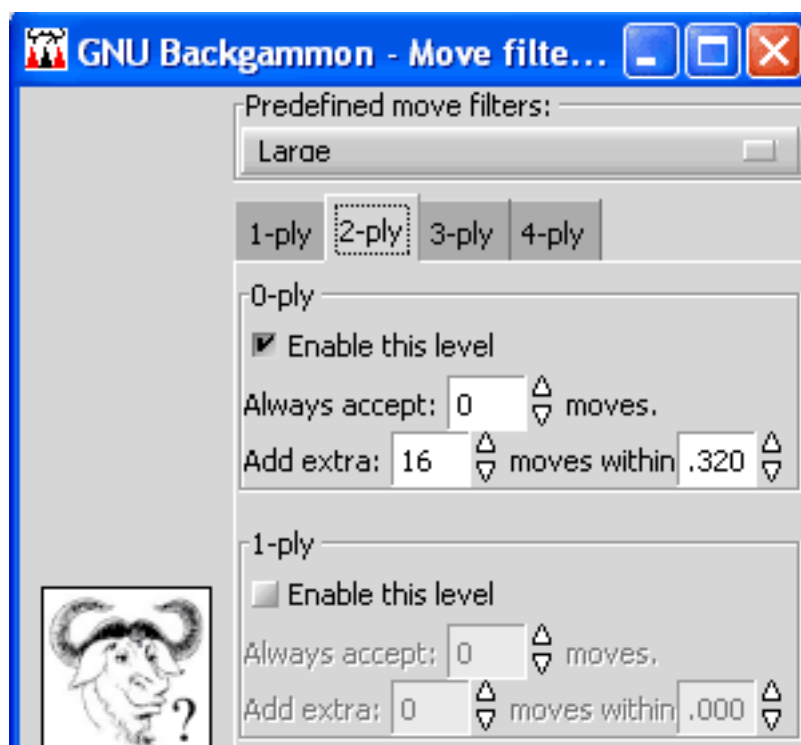 GNU Backgammon - Move filte...
Predefined move filters:
Large
1-ply 2-ply 3-ply 4-ply
0-ply
Enable this level
Always accept: 0 moves.
Add extra: 16 moves within .320
1-ply
Enable this level
Always accept: 0 moves.
Add extra: 0 moves within .000
?